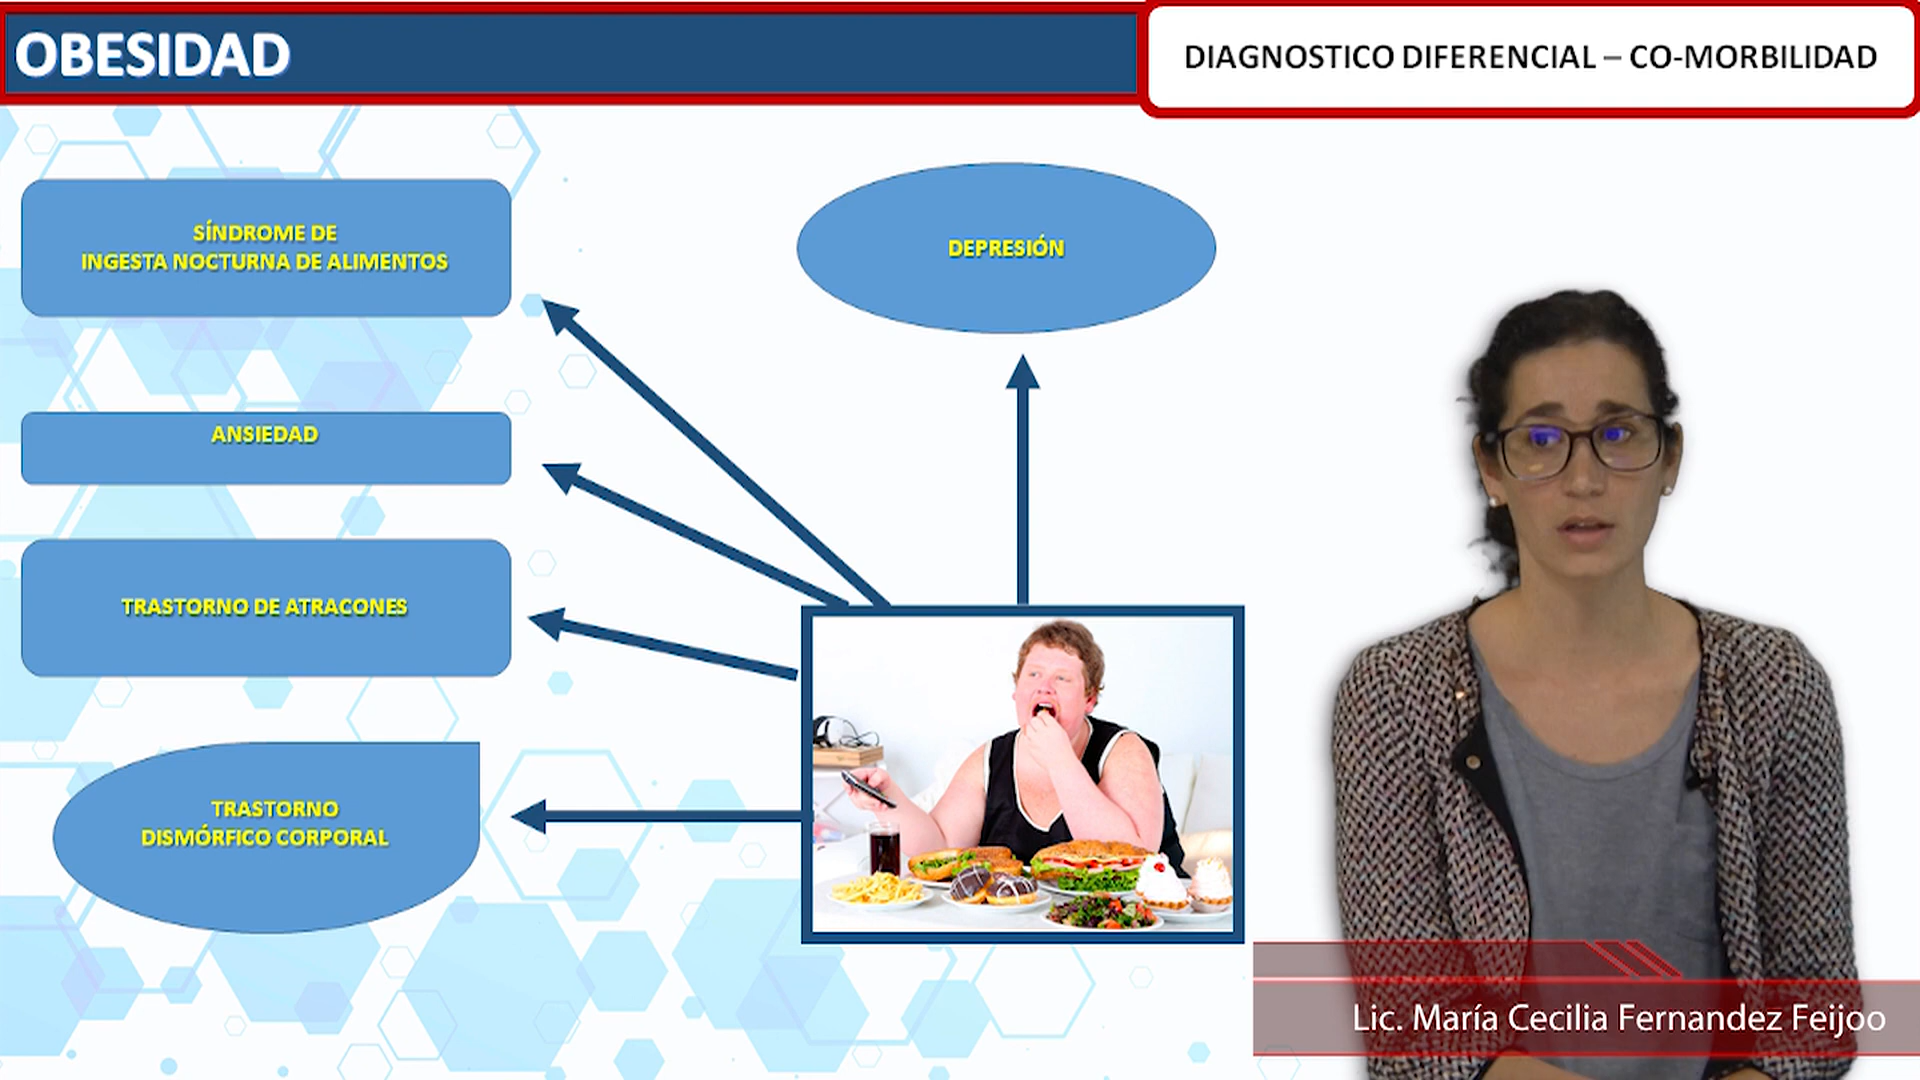 OBESIDAD
DIAGNOSTICO DIFERENCIAL – CO-MORBILIDAD
SÍNDROME DE
INGESTA NOCTURNA DE ALIMENTOS
DEPRESIÓN
ANSIEDAD
TRASTORNO DE ATRACONES
TRASTORNO
DISMÓRFICO CORPORAL
Lic. María Cecilia Fernandez Feijoo